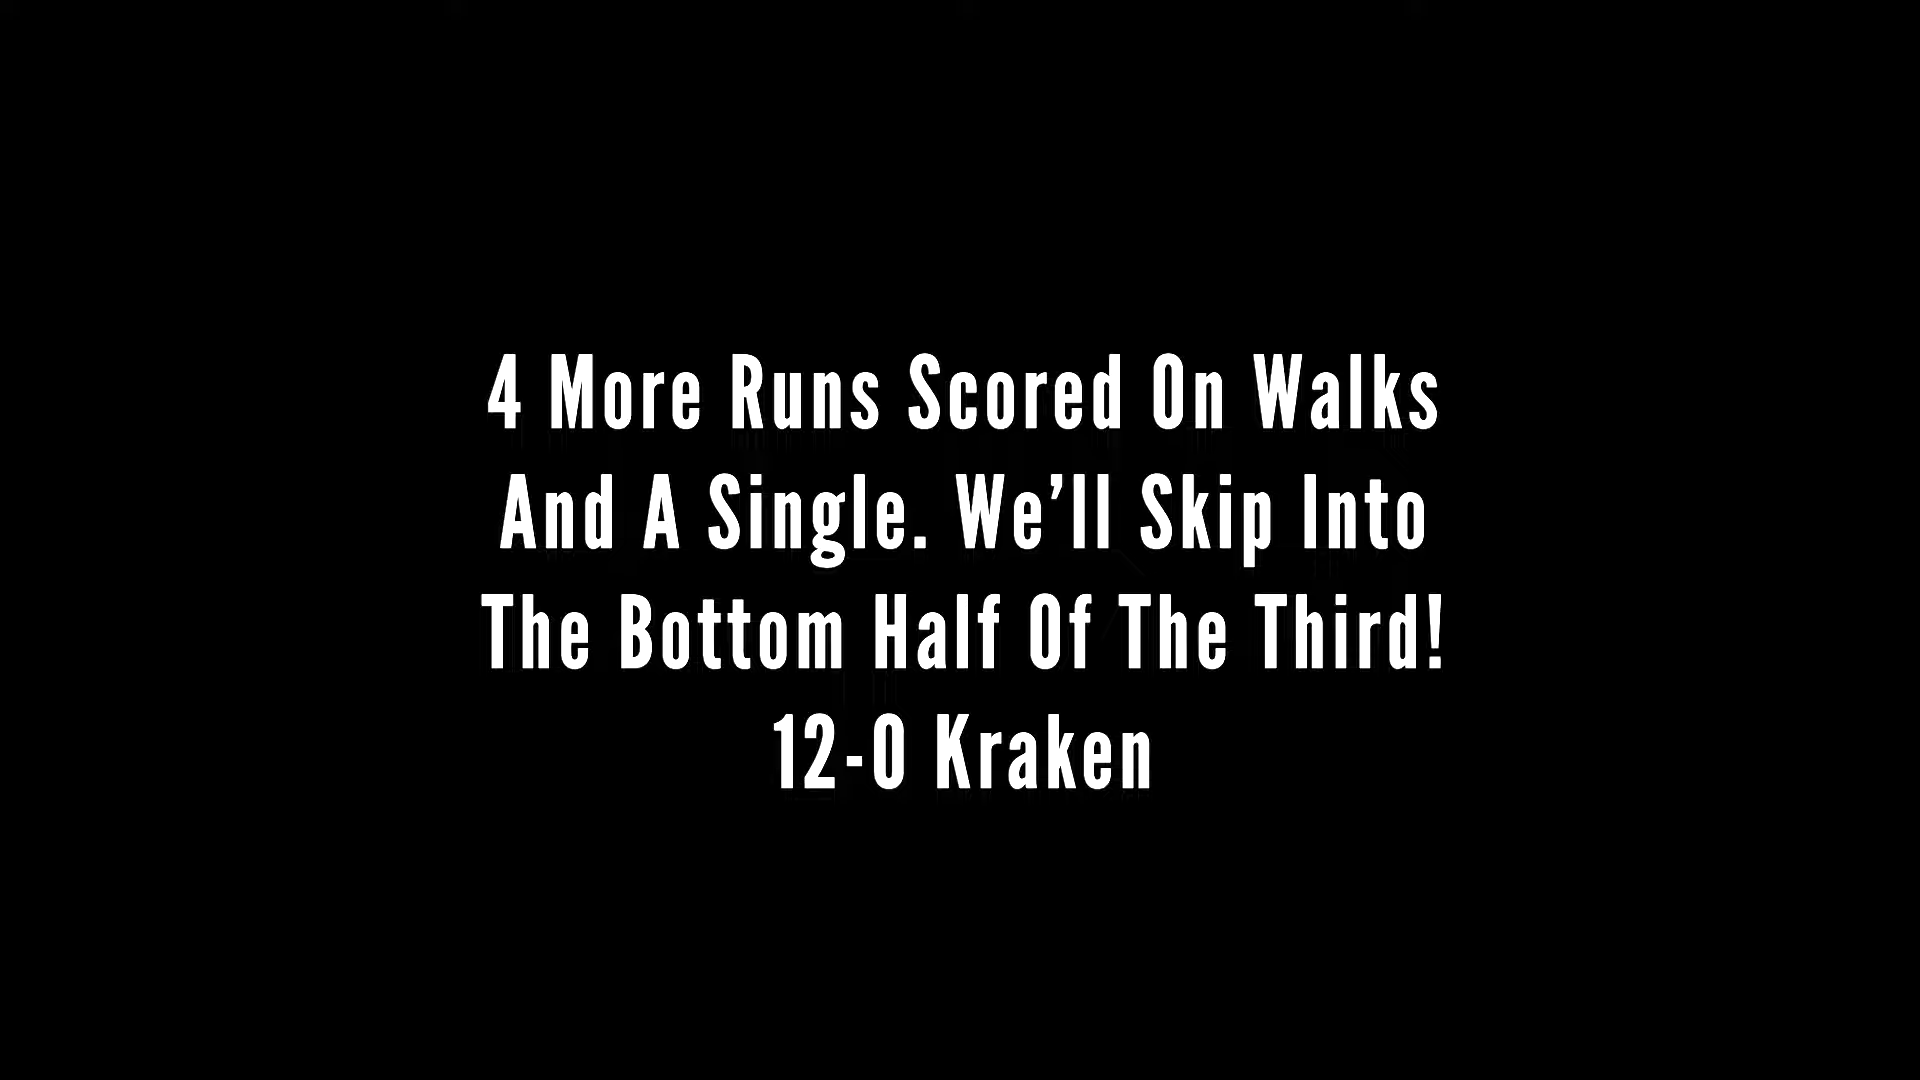 4 More Runs Scored On Walks
And A Single. We’ll Skip Into
The Bottom Half Of The Third!
12-0 Kraken